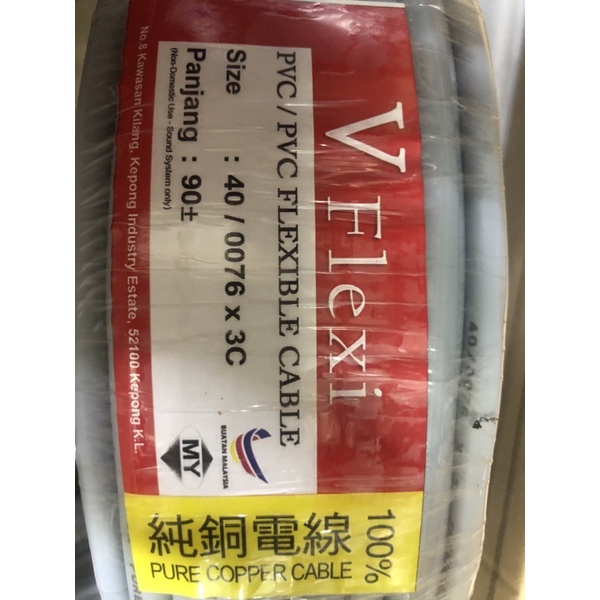 V Flexi
PVC / PVC FLEXIBLE CABLE
Size : 40 / 0076 x 3C
Panjang : 90±
(Non-Domestic Use - Sound System only)
No.8 Kawasan Kilang, Kepong Industry Estate, 52100 Kepong K.L.
BUATAN MALAYSIA
MY
100%
純銅電線
PURE COPPER CABLE